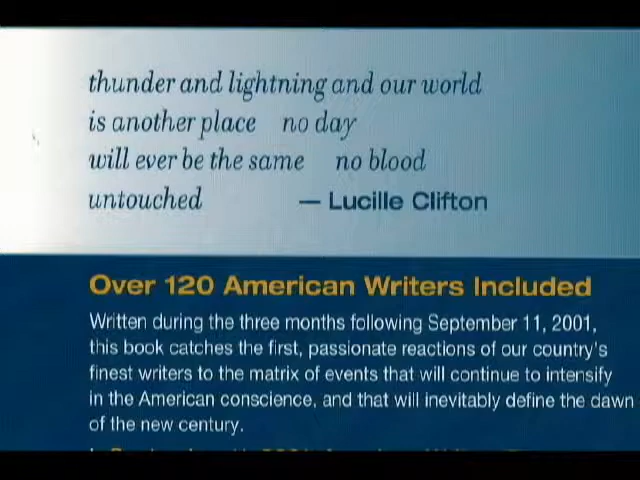 thunder and lightning and our world
is another place no day
will ever be the same no blood
untouched — Lucille Clifton
Over 120 American Writers Included
Written during the three months following September 11, 2001,
this book catches the first, passionate reactions of our country's
finest writers to the matrix of events that will continue to intensify
in the American conscience, and that will inevitably define the dawn
of the new century.